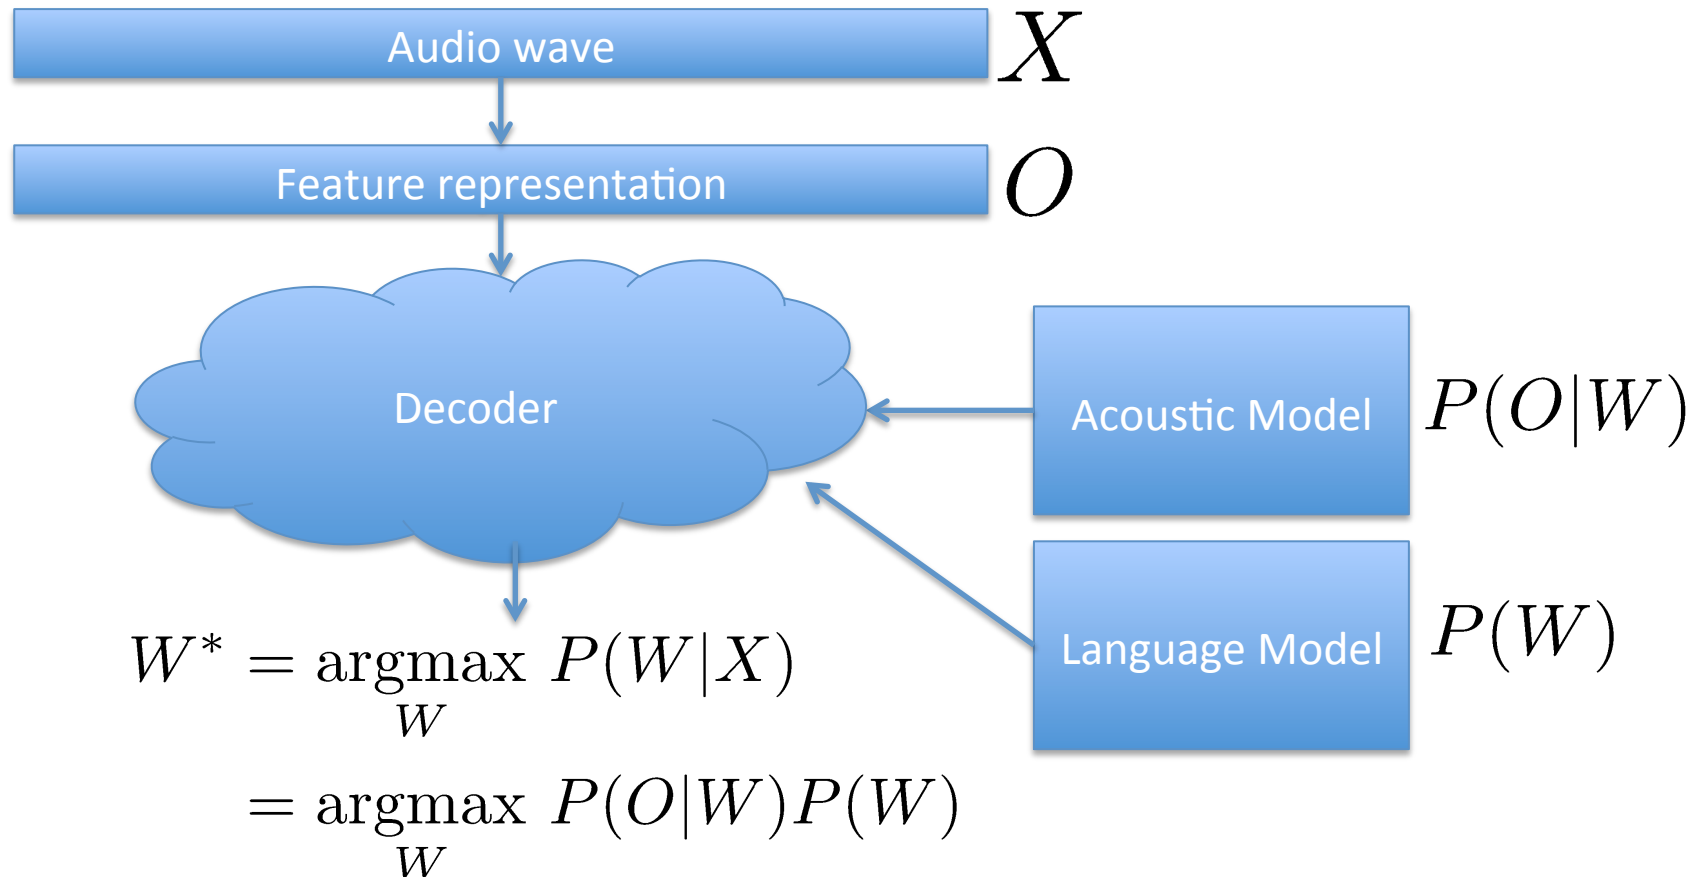 Audio wave X
Feature representation O
Decoder
Acoustic Model P(O|W)
Language Model P(W)
W* = argmax P(W|X)
W
= argmax P(O|W)P(W)
W